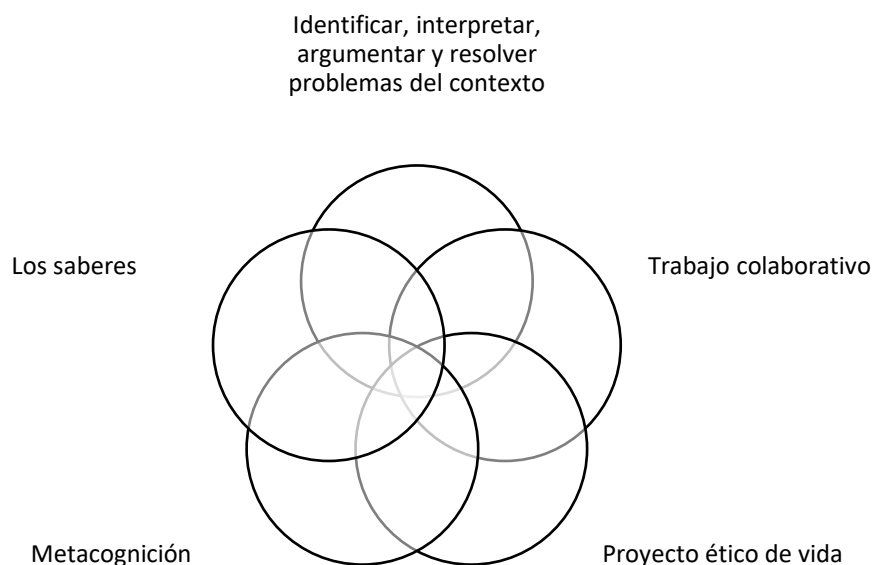 Identificar, interpretar,
argumentar y resolver
problemas del contexto
Los saberes
Trabajo colaborativo
Metacognición
Proyecto ético de vida